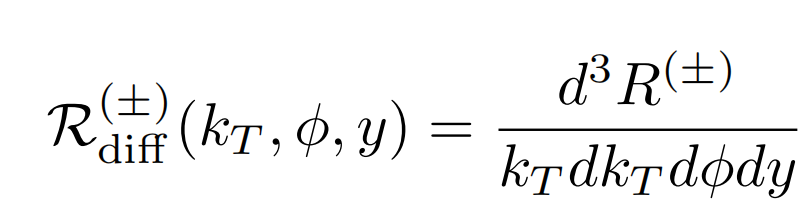 $\mathcal{R}_{\text{diff}}^{(\pm)}(k_T, \phi, y) = \frac{d^3 R^{(\pm)}}{k_T dk_T d\phi dy}$